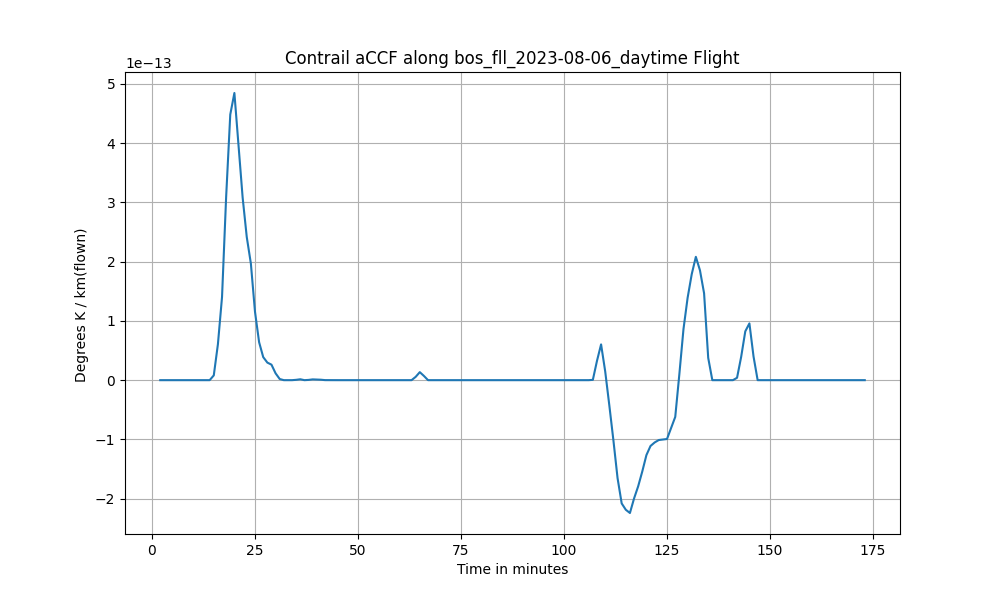 Contrail aCCF along bos_fll_2023-08-06_daytime Flight
1e−13
5
4
3
2
1
0
−1
−2
Degrees K / km(flown)
0 25 50 75 100 125 150 175
Time in minutes